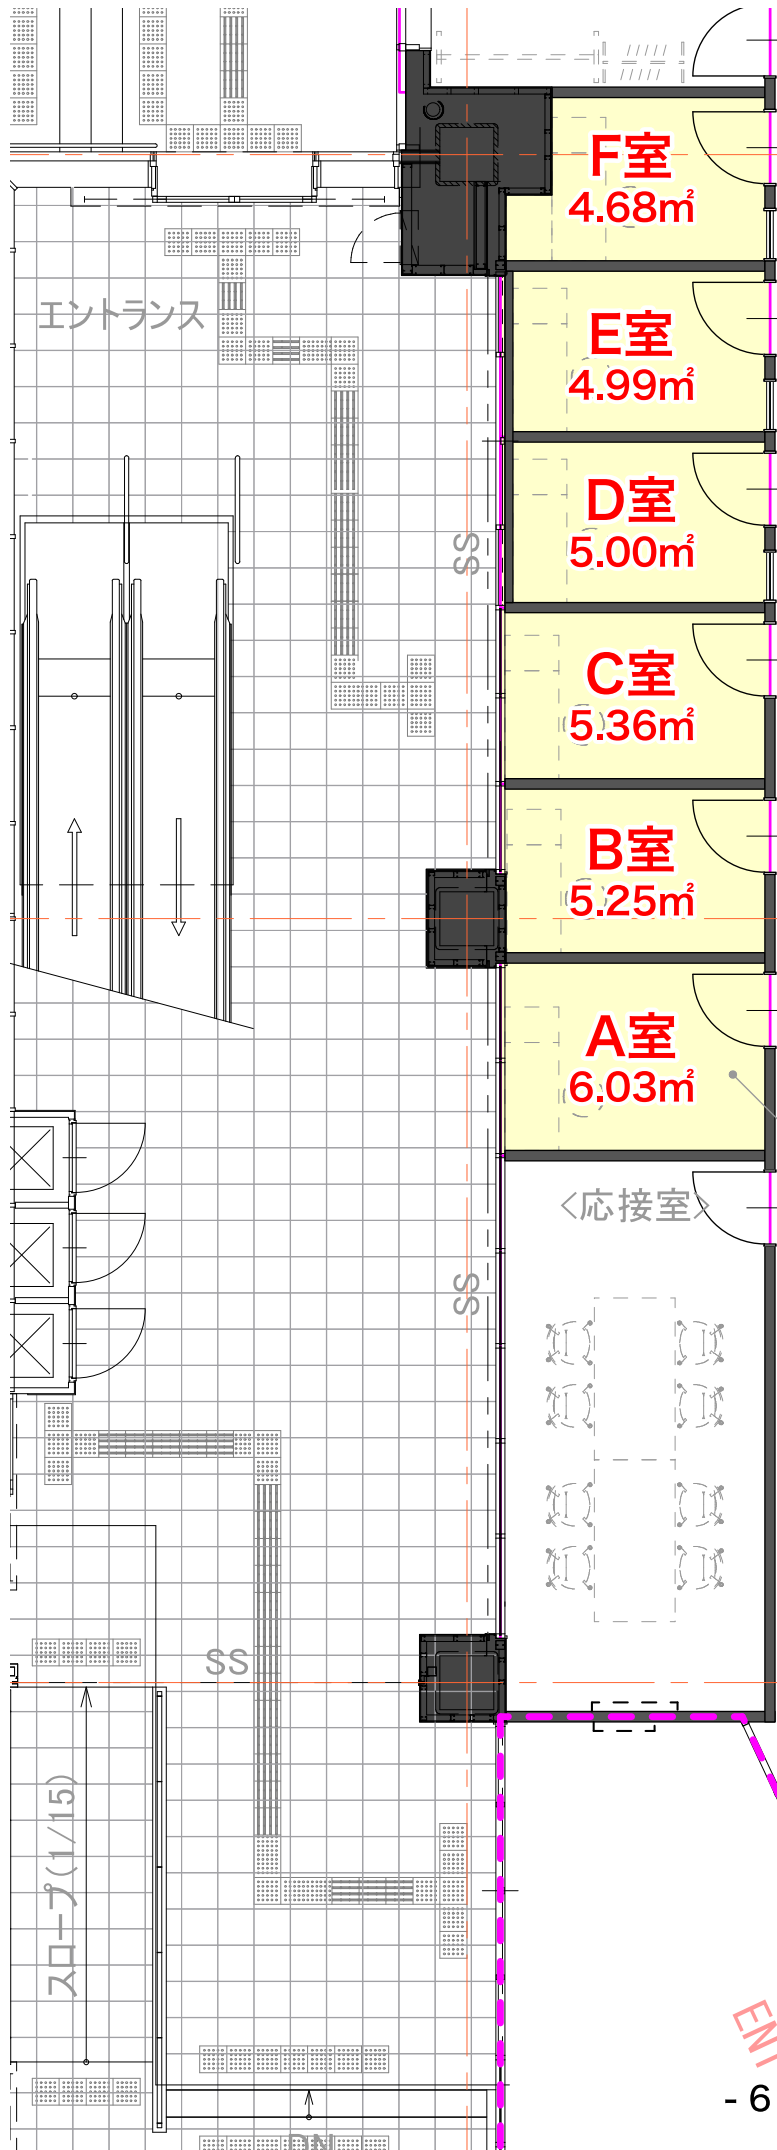 F室
4.68㎡
エントランス
E室
4.99㎡
D室
5.00㎡
SS
C室
5.36㎡
B室
5.25㎡
A室
6.03㎡
<応接室>
SS
SS
スロープ(1/15)
ENT
- 6
DN